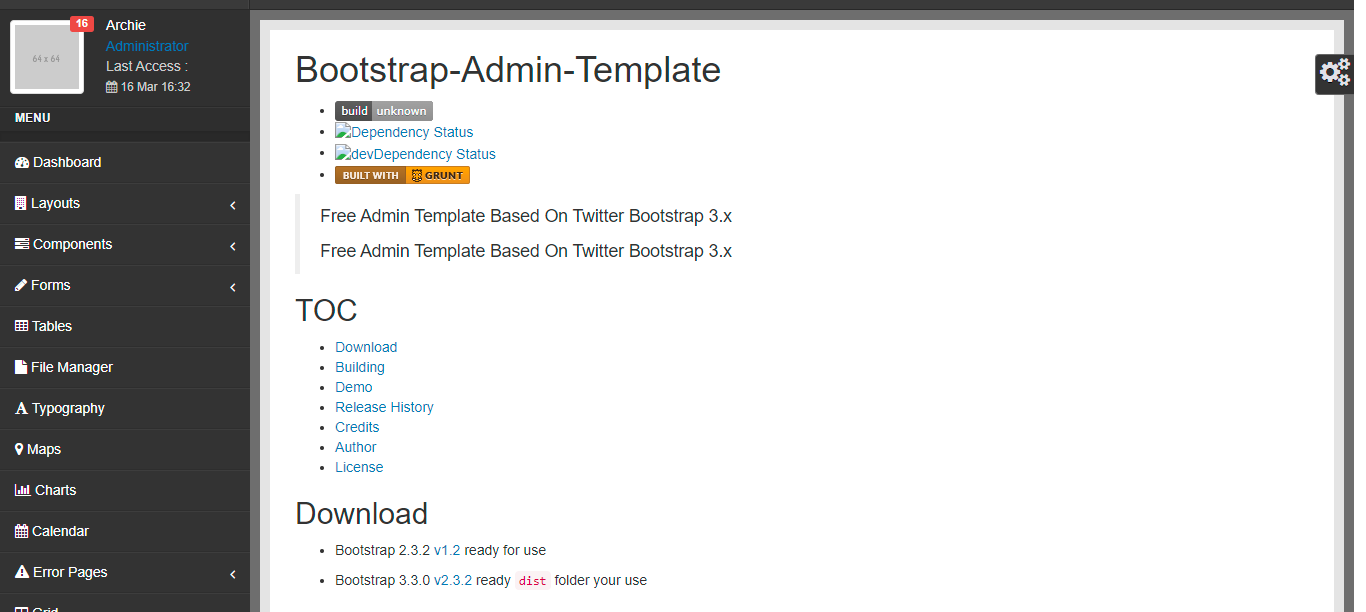 64 x 64
16
Archie
Administrator
Last Access :
16 Mar 16:32
MENU
Dashboard
Layouts
Components
Forms
Tables
File Manager
Typography
Maps
Charts
Calendar
Error Pages
Grid
Bootstrap-Admin-Template
build unknown
Dependency Status
devDependency Status
BUILT WITH GRUNT
Free Admin Template Based On Twitter Bootstrap 3.x
Free Admin Template Based On Twitter Bootstrap 3.x
TOC
Download
Building
Demo
Release History
Credits
Author
License
Download
Bootstrap 2.3.2 v1.2 ready for use
Bootstrap 3.3.0 v2.3.2 ready dist folder your use